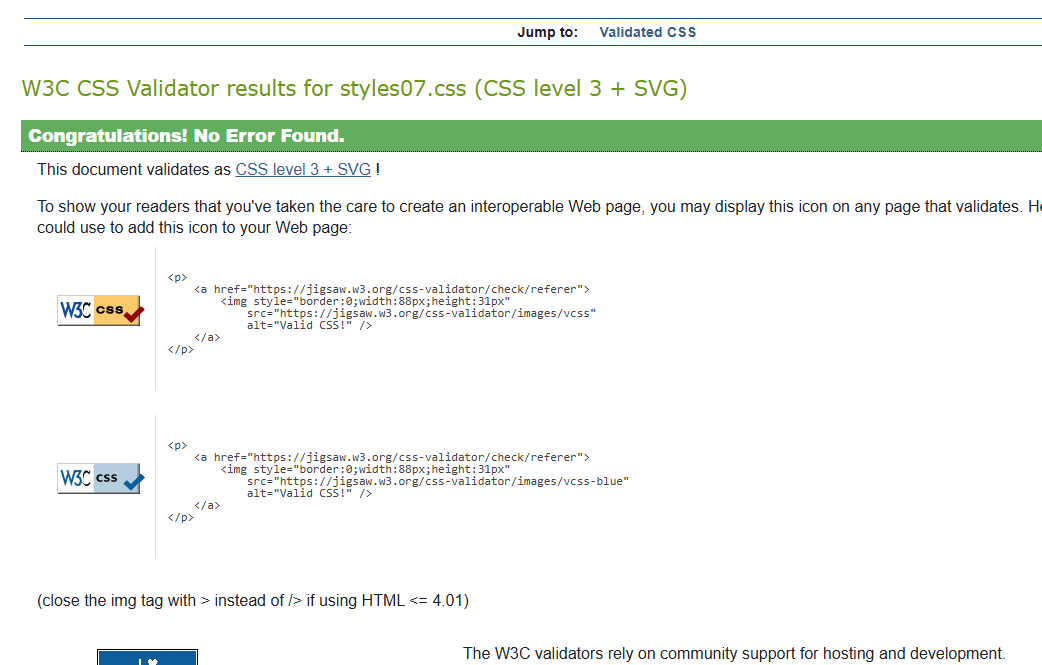 Jump to: Validated CSS
W3C CSS Validator results for styles07.css (CSS level 3 + SVG)
Congratulations! No Error Found.
This document validates as CSS level 3 + SVG !
To show your readers that you've taken the care to create an interoperable Web page, you may display this icon on any page that validates.
could use to add this icon to your Web page:
W3C css
<p>
<a href="https://jigsaw.w3.org/css-validator/check/referer">
<img style="border:0;width:88px;height:31px"
src="https://jigsaw.w3.org/css-validator/images/vcss"
alt="Valid CSS!" />
</a>
</p>
W3C css
<p>
<a href="https://jigsaw.w3.org/css-validator/check/referer">
<img style="border:0;width:88px;height:31px"
src="https://jigsaw.w3.org/css-validator/images/vcss-blue"
alt="Valid CSS!" />
</a>
</p>
(close the img tag with > instead of /> if using HTML <= 4.01)
The W3C validators rely on community support for hosting and development.